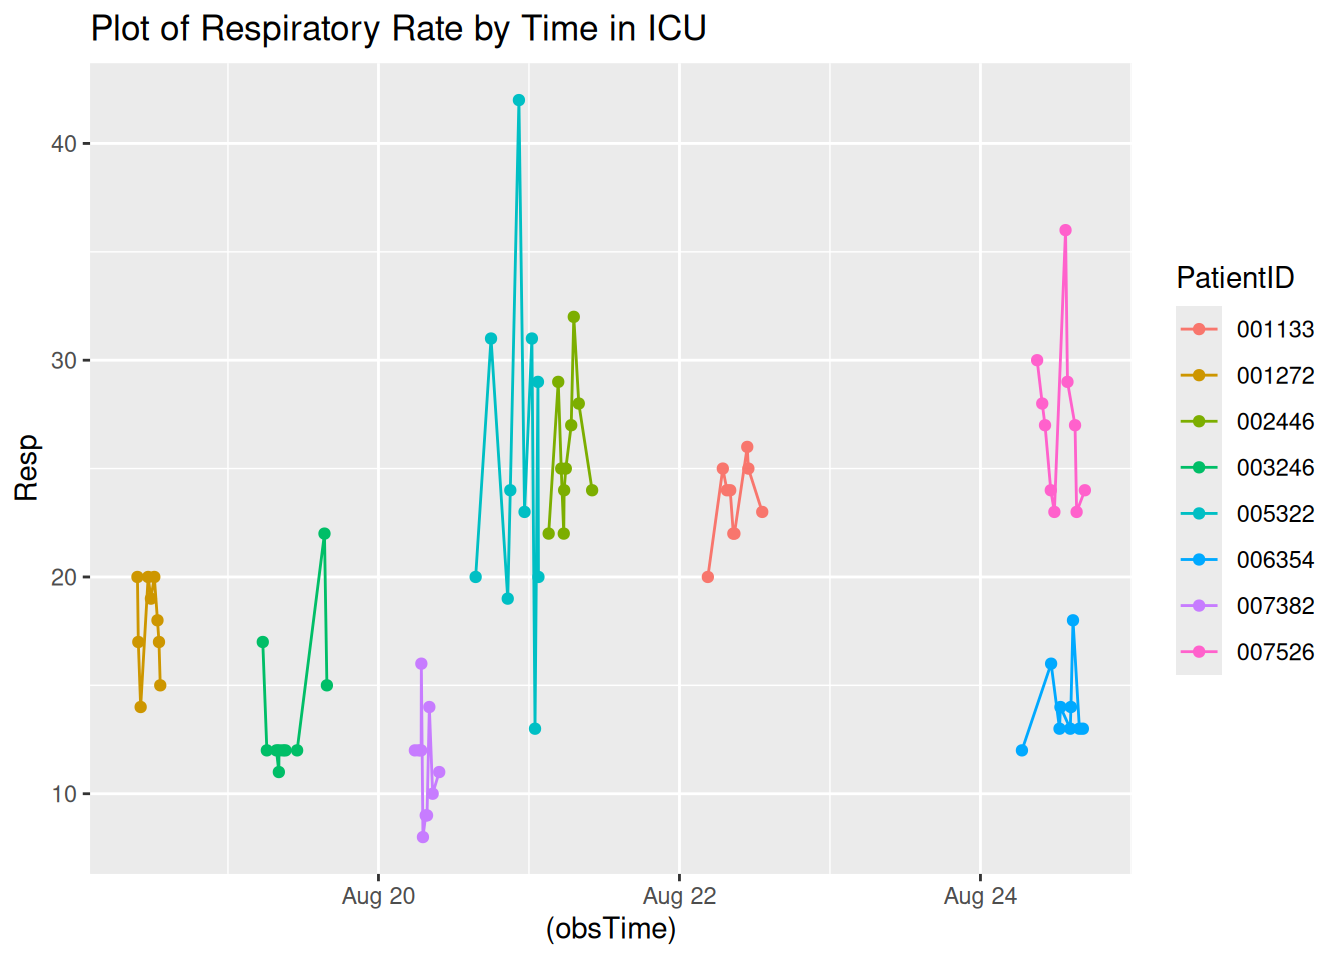 Plot of Respiratory Rate by Time in ICU
40
30
20
10
Resp
Aug 20
Aug 22
Aug 24
(obsTime)
PatientID
001133
001272
002446
003246
005322
006354
007382
007526